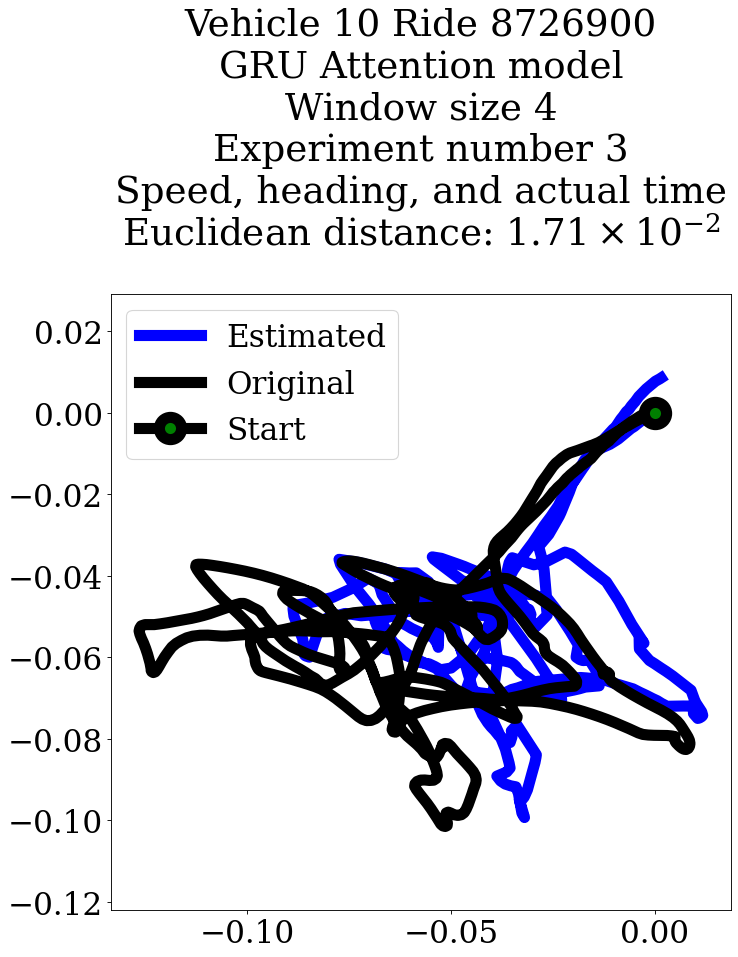 Vehicle 10 Ride 8726900
GRU Attention model
Window size 4
Experiment number 3
Speed, heading, and actual time
Euclidean distance: 1.71 × 10⁻²
Estimated
Original
Start
0.02
0.00
−0.02
−0.04
−0.06
−0.08
−0.10
−0.12
−0.10
−0.05
0.00